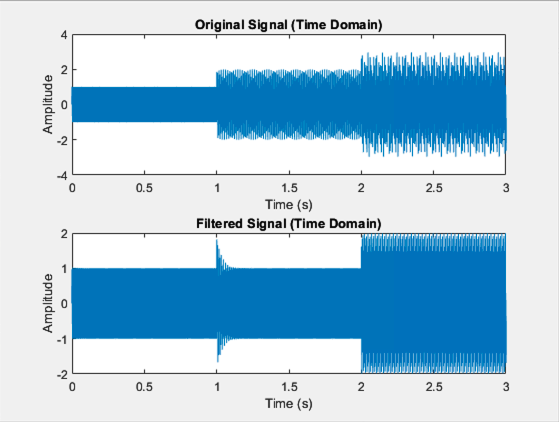 Original Signal (Time Domain)
4
2
0
-2
-4
Amplitude
0 0.5 1 1.5 2 2.5 3
Time (s)
Filtered Signal (Time Domain)
2
1
0
-1
-2
Amplitude
0 0.5 1 1.5 2 2.5 3
Time (s)